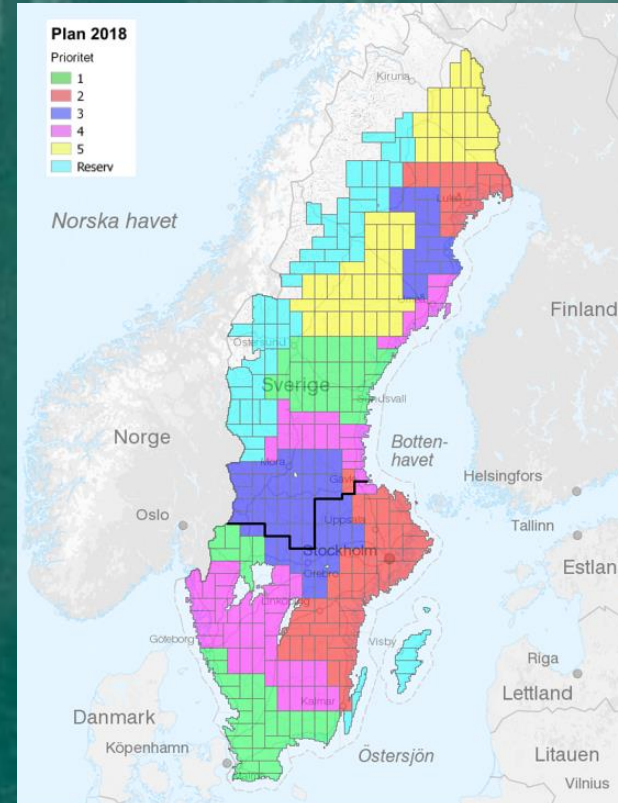 Plan 2018
Prioritet
1
2
3
4
5
Reserv
Kiruna
Norska havet
Luleå
Finland
Östersund
Sverige
Sundsvall
Norge
Botten-
havet
Mora
Gävle
Helsingfors
Oslo
Uppsala
Tallinn
Stockholm
Örebro
Estlan
Linköping
Göteborg
Visby
Riga
Lettland
Kalmar
Danmark
Köpenhamn
Östersjön
Litauen
Vilnius